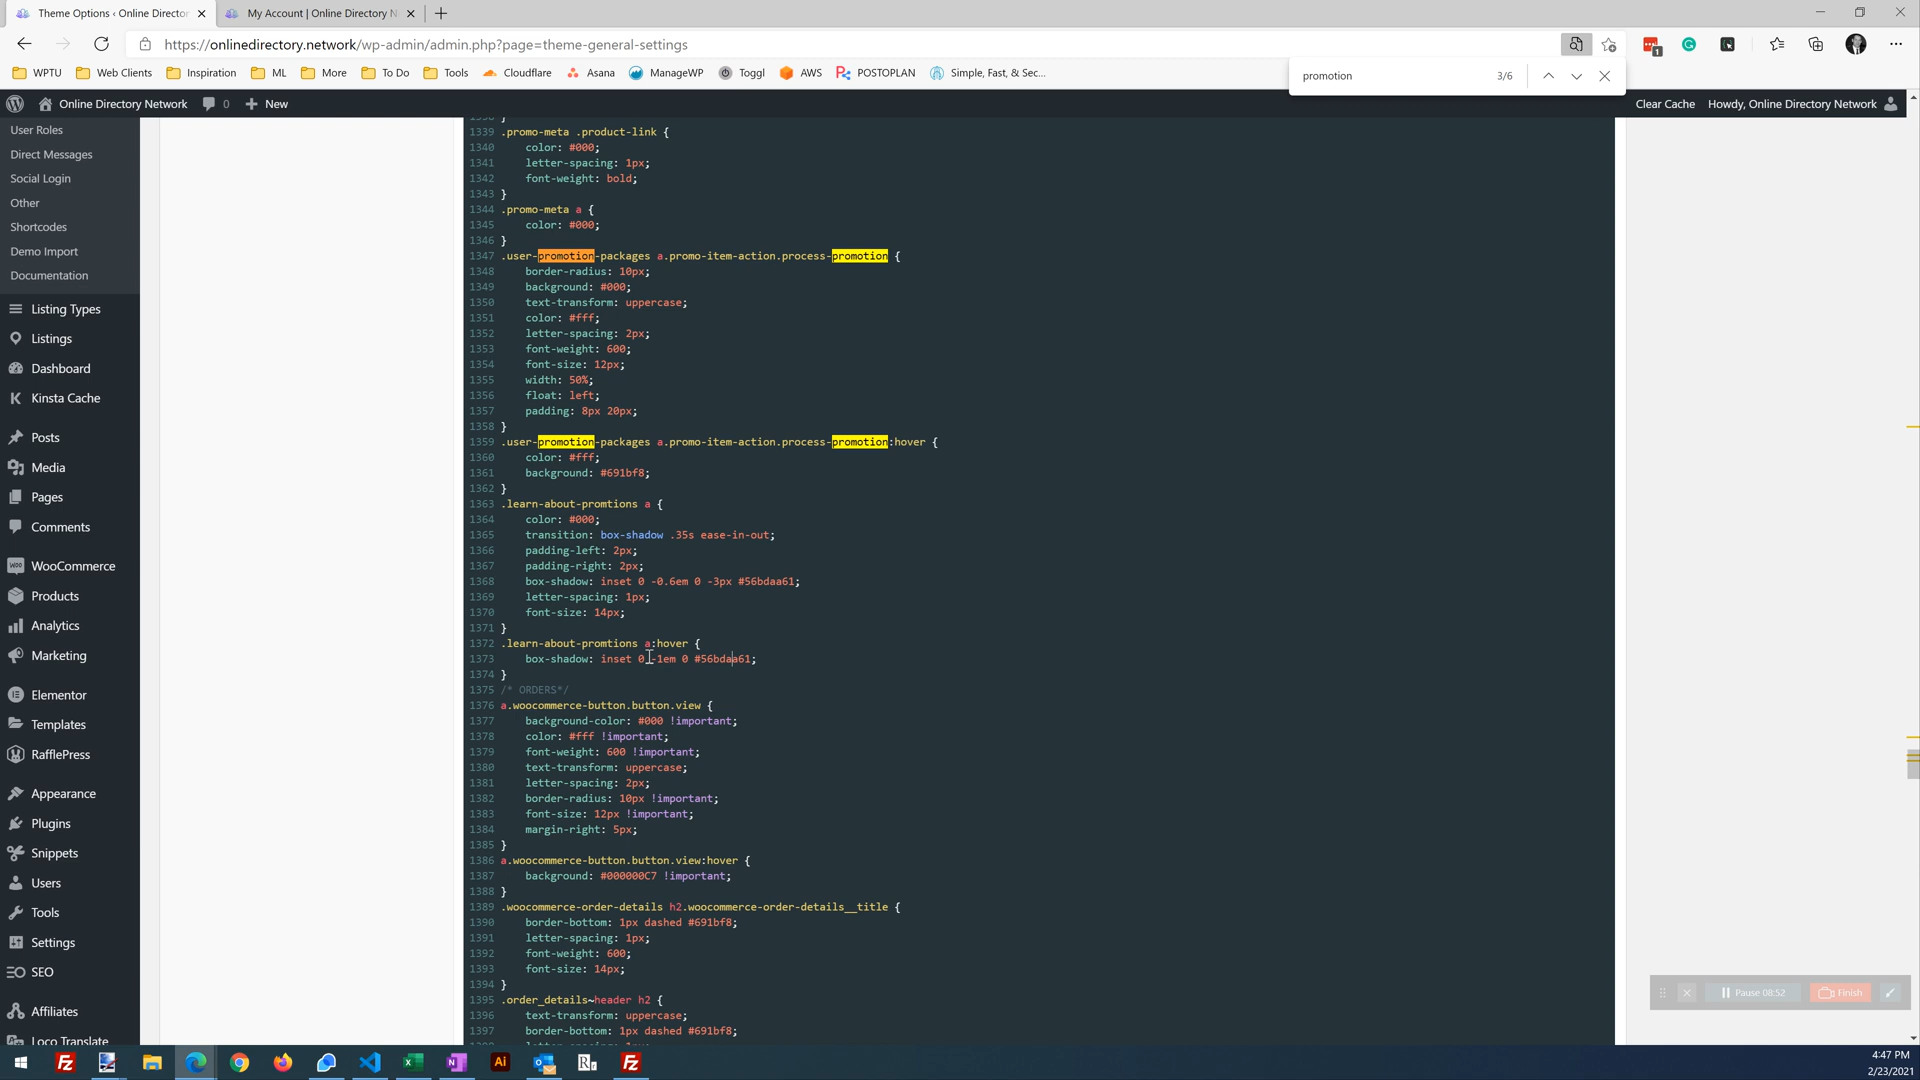 Theme Options ‹ Online Director
My Account | Online Directory N
https://onlinedirectory.network/wp-admin/admin.php?page=theme-general-settings
1
WPTU
Web Clients
Inspiration
ML
More
To Do
Tools
Cloudflare
Asana
ManageWP
Toggl
AWS
POSTOPLAN
Simple, Fast, & Sec...
promotion
3/6
Online Directory Network
0
New
Clear Cache
Howdy, Online Directory Network
User Roles
Direct Messages
Social Login
Other
Shortcodes
Demo Import
Documentation
Listing Types
Listings
Dashboard
Kinsta Cache
Posts
Media
Pages
Comments
WooCommerce
Products
Analytics
Marketing
Elementor
Templates
RafflePress
Appearance
Plugins
Snippets
Users
Tools
Settings
SEO
Affiliates
Loco Translate
1339 .promo-meta .product-link {
1340 color: #000;
1341 letter-spacing: 1px;
1342 font-weight: bold;
1343 }
1344 .promo-meta a {
1345 color: #000;
1346 }
1347 .user-promotion-packages a.promo-item-action.process-promotion {
1348 border-radius: 10px;
1349 background: #000;
1350 text-transform: uppercase;
1351 color: #fff;
1352 letter-spacing: 2px;
1353 font-weight: 600;
1354 font-size: 12px;
1355 width: 50%;
1356 float: left;
1357 padding: 8px 20px;
1358 }
1359 .user-promotion-packages a.promo-item-action.process-promotion:hover {
1360 color: #fff;
1361 background: #691bf8;
1362 }
1363 .learn-about-promtions a {
1364 color: #000;
1365 transition: box-shadow .35s ease-in-out;
1366 padding-left: 2px;
1367 padding-right: 2px;
1368 box-shadow: inset 0 -0.6em 0 -3px #56bdaa61;
1369 letter-spacing: 1px;
1370 font-size: 14px;
1371 }
1372 .learn-about-promtions a:hover {
1373 box-shadow: inset 0 -1em 0 #56bdaa61;
1374 }
1375 /* ORDERS*/
1376 a.woocommerce-button.button.view {
1377 background-color: #000 !important;
1378 color: #fff !important;
1379 font-weight: 600 !important;
1380 text-transform: uppercase;
1381 letter-spacing: 2px;
1382 border-radius: 10px !important;
1383 font-size: 12px !important;
1384 margin-right: 5px;
1385 }
1386 a.woocommerce-button.button.view:hover {
1387 background: #000000C7 !important;
1388 }
1389 .woocommerce-order-details h2.woocommerce-order-details__title {
1390 border-bottom: 1px dashed #691bf8;
1391 letter-spacing: 1px;
1392 font-weight: 600;
1393 font-size: 14px;
1394 }
1395 .order_details~header h2 {
1396 text-transform: uppercase;
1397 border-bottom: 1px dashed #691bf8;
Pause 08:52
Finish
4:47 PM
2/23/2021